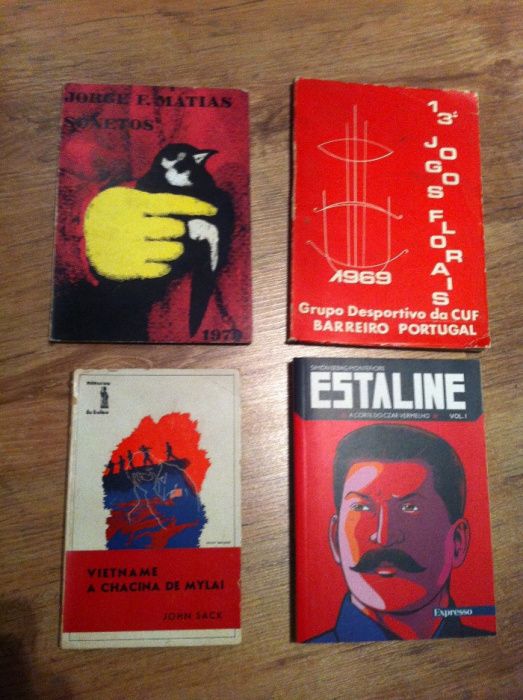 JORGE F. MATIAS
SONETOS
1970
13º JOGOS FLORAIS
1969
Grupo Desportivo da CUF
BARREIRO PORTUGAL
VIETNAME
A CHACINA DE MYLAI
JOHN SACK
SIMON SEBAG MONTEFIORE
ESTALINE
A CORTE DO CZAR VERMELHO
VOL. I
Expresso